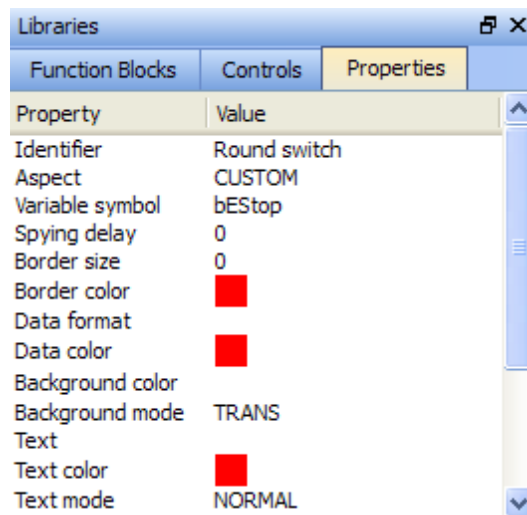 Libraries
Function Blocks Controls Properties
Property Value
Identifier Round switch
Aspect CUSTOM
Variable symbol bEStop
Spying delay 0
Border size 0
Border color
Data format
Data color
Background color
Background mode TRANS
Text
Text color
Text mode NORMAL